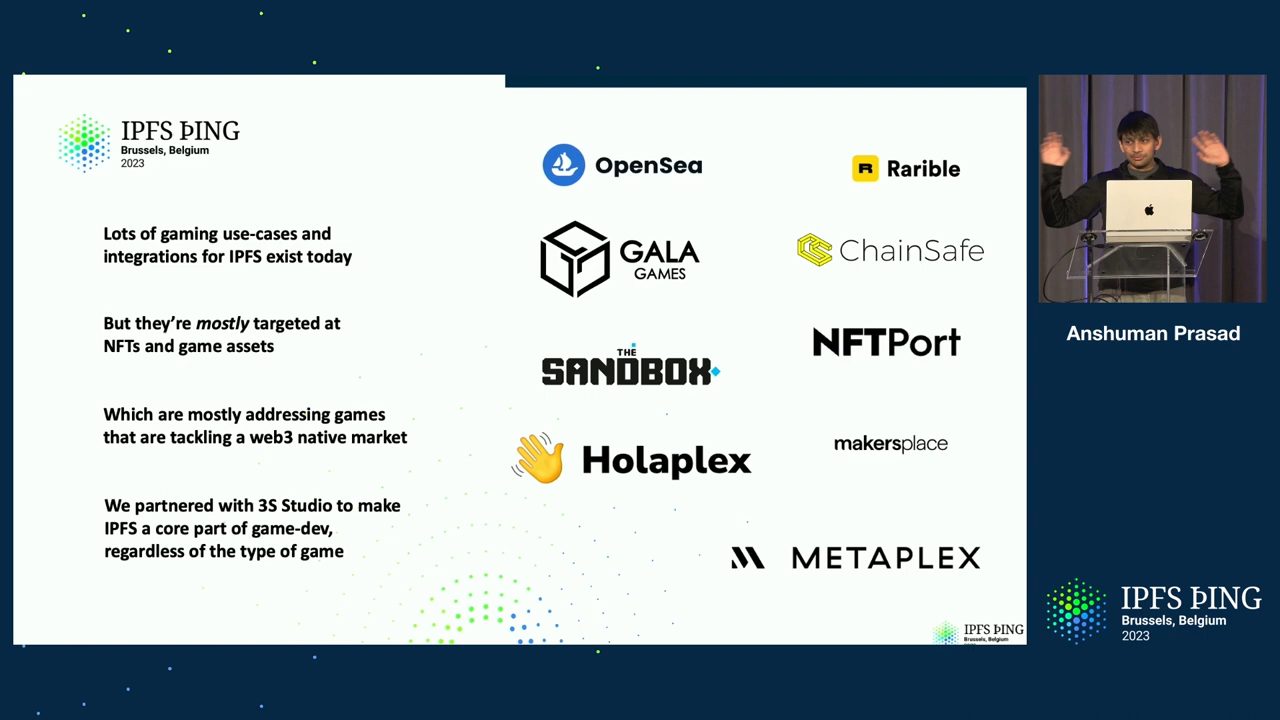 IPFS ÞING
Brussels, Belgium
2023
Lots of gaming use-cases and
integrations for IPFS exist today
But they're mostly targeted at
NFTs and game assets
Which are mostly addressing games
that are tackling a web3 native market
We partnered with 3S Studio to make
IPFS a core part of game-dev,
regardless of the type of game
OpenSea
R Rarible
GALA
GAMES
ChainSafe
NFTPort
THE
SANDBOX
Holaplex
makersplace
METAPLEX
IPFS ÞING
Brussels, Belgium
Anshuman Prasad
IPFS ÞING
Brussels, Belgium
2023